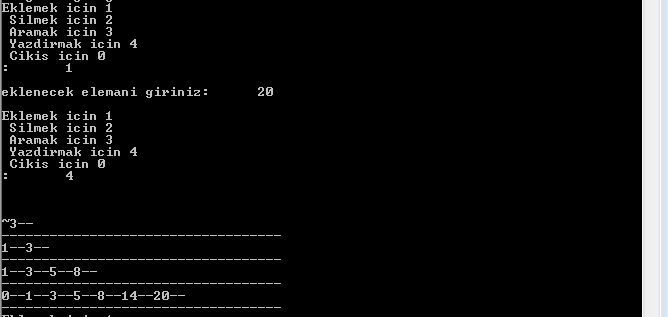 Eklemek icin 1
Silmek icin 2
Aramak icin 3
Yazdirmak icin 4
Cikis icin 0
: 1
eklenecek elemani giriniz: 20
Eklemek icin 1
Silmek icin 2
Aramak icin 3
Yazdirmak icin 4
Cikis icin 0
: 4
~3--
-----------------------------------
1--3--
-----------------------------------
1--3--5--8--
-----------------------------------
0--1--3--5--8--14--20--
-----------------------------------